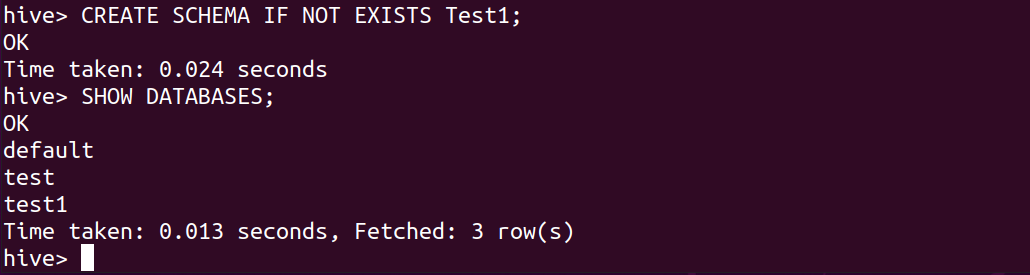 hive> CREATE SCHEMA IF NOT EXISTS Test1;
OK
Time taken: 0.024 seconds
hive> SHOW DATABASES;
OK
default
test
test1
Time taken: 0.013 seconds, Fetched: 3 row(s)
hive>